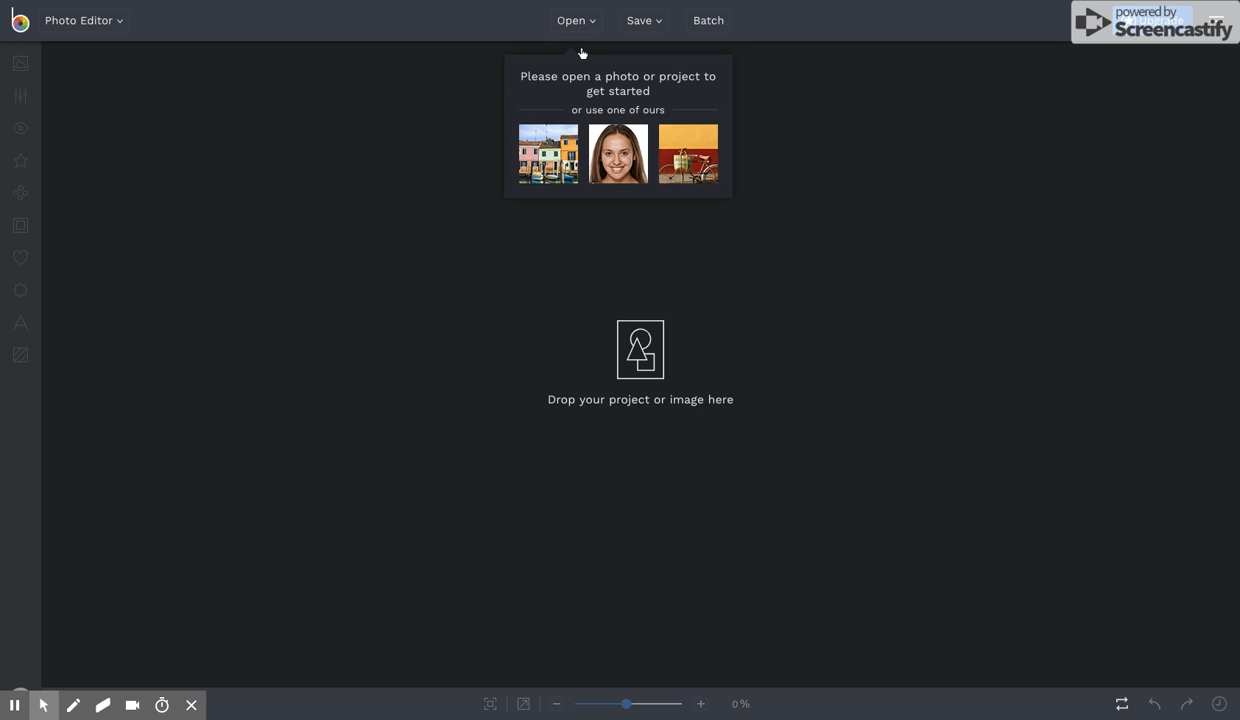 Photo Editor
Open
Save
Batch
Upgrade
powered by
Screencastify
Please open a photo or project to
get started
or use one of ours
Drop your project or image here
0 %